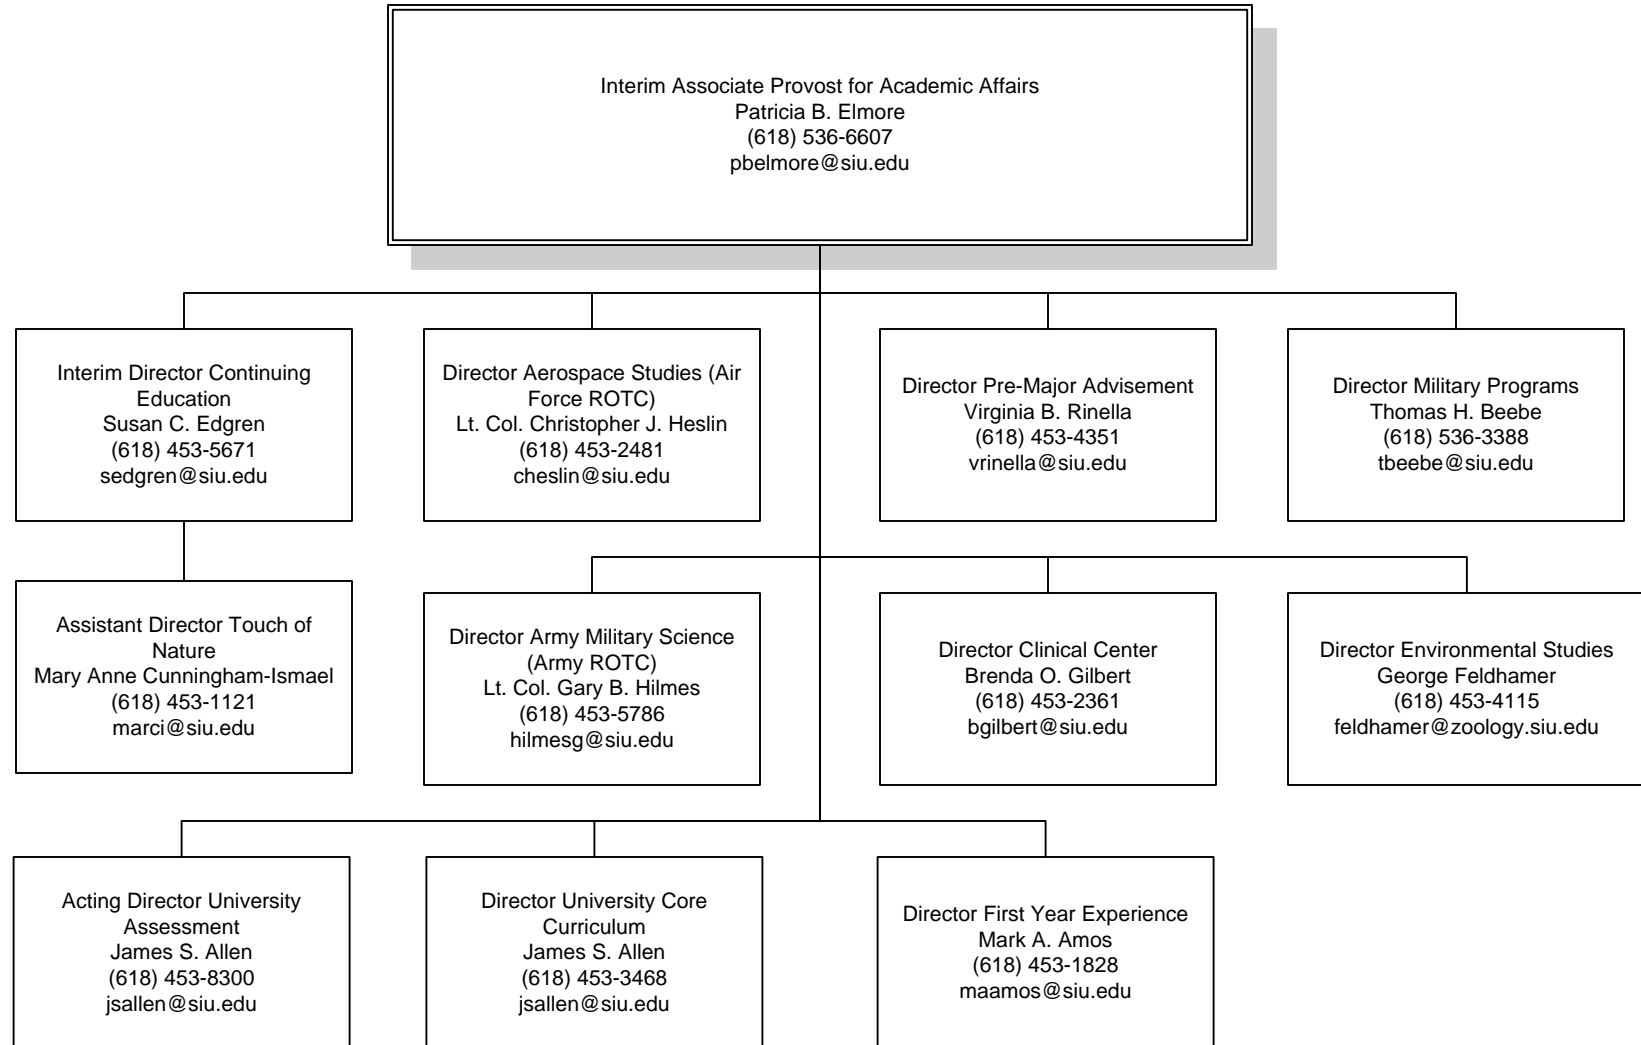 Interim Associate Provost for Academic Affairs
Patricia B. Elmore
(618) 536-6607
pbelmore@siu.edu
Interim Director Continuing
Education
Susan C. Edgren
(618) 453-5671
sedgren@siu.edu
Director Aerospace Studies (Air
Force ROTC)
Lt. Col. Christopher J. Heslin
(618) 453-2481
cheslin@siu.edu
Director Pre-Major Advisement
Virginia B. Rinella
(618) 453-4351
vrinella@siu.edu
Director Military Programs
Thomas H. Beebe
(618) 536-3388
tbeebe@siu.edu
Assistant Director Touch of
Nature
Mary Anne Cunningham-Ismael
(618) 453-1121
marci@siu.edu
Director Army Military Science
(Army ROTC)
Lt. Col. Gary B. Hilmes
(618) 453-5786
hilmesg@siu.edu
Director Clinical Center
Brenda O. Gilbert
(618) 453-2361
bgilbert@siu.edu
Director Environmental Studies
George Feldhamer
(618) 453-4115
feldhamer@zoology.siu.edu
Acting Director University
Assessment
James S. Allen
(618) 453-8300
jsallen@siu.edu
Director University Core
Curriculum
James S. Allen
(618) 453-3468
jsallen@siu.edu
Director First Year Experience
Mark A. Amos
(618) 453-1828
maamos@siu.edu